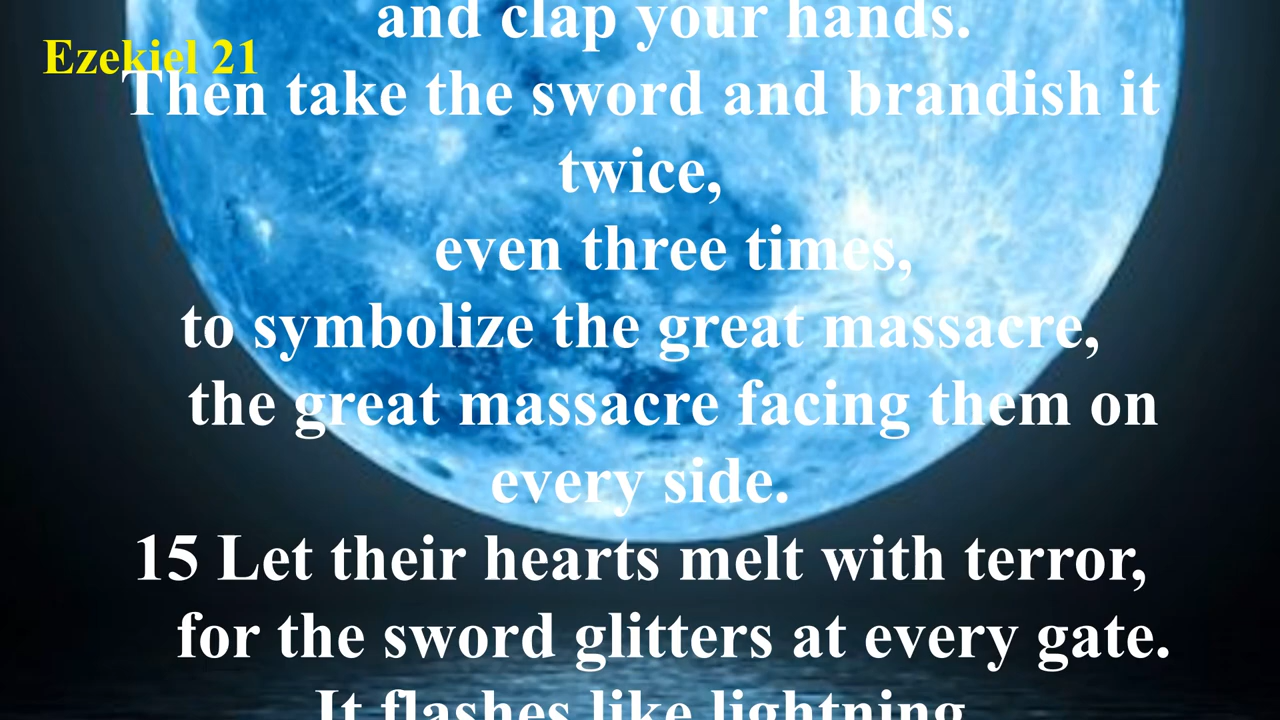 and clap your hands.
Ezekiel 21
Then take the sword and brandish it
twice,
even three times,
to symbolize the great massacre,
the great massacre facing them on
every side.
15 Let their hearts melt with terror,
for the sword glitters at every gate.
It flashes like lightning